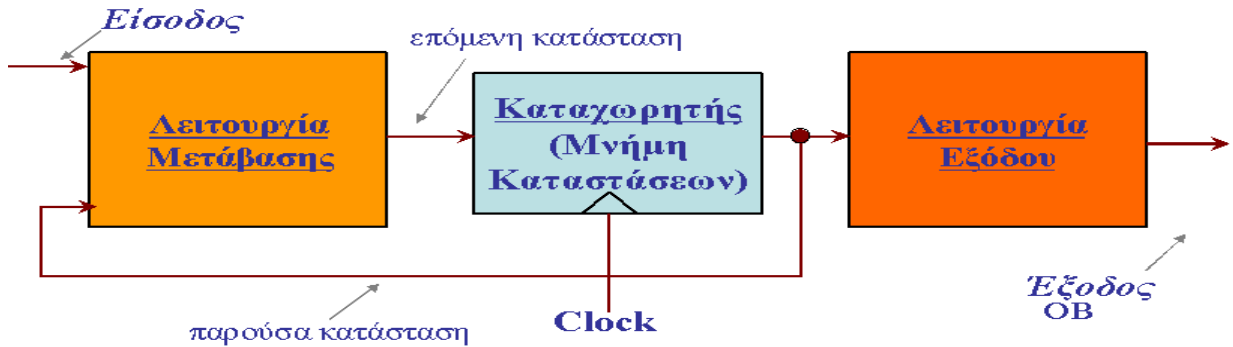 Είσοδος
επόμενη κατάσταση
Λειτουργία
Μετάβασης
Καταχωρητής
(Μνήμη
Καταστάσεων)
Λειτουργία
Εξόδου
παρούσα κατάσταση
Clock
Έξοδος
OB